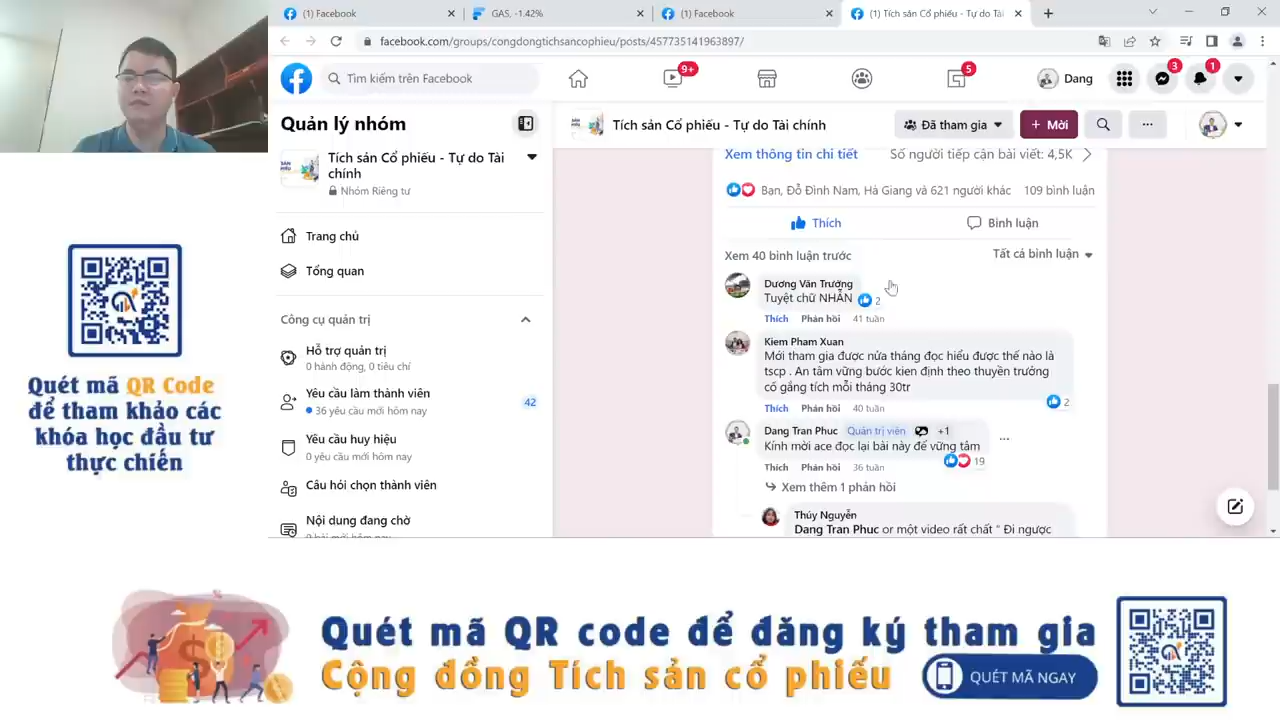 (1) Facebook
GAS, -1.42%
(1) Facebook
(1) Tích sản Cổ phiếu - Tự do Tài
facebook.com/groups/congdongtichsancophieu/posts/457735141963897/
Tìm kiếm trên Facebook
9+
5
Dang
3
1
Quản lý nhóm
Tích sản Cổ phiếu - Tự do Tài chính
Đã tham gia
+ Mời
Tích sản Cổ phiếu - Tự do Tài
chính
Nhóm Riêng tư
Trang chủ
Tổng quan
Công cụ quản trị
Hỗ trợ quản trị
0 hành động, 0 tiêu chí
Yêu cầu làm thành viên
36 yêu cầu mới hôm nay
42
Yêu cầu huy hiệu
0 yêu cầu mới hôm nay
Câu hỏi chọn thành viên
Nội dung đang chờ
0 bài mới hôm nay
Xem thông tin chi tiết
Số người tiếp cận bài viết: 4,5K
Bạn, Đỗ Đình Nam, Hà Giang và 621 người khác
109 bình luận
Thích
Bình luận
Xem 40 bình luận trước
Tất cả bình luận
Dương Văn Trưởng
Tuyệt chữ NHẪN
2
Thích Phản hồi 41 tuần
Kiem Pham Xuan
Mới tham gia được nửa tháng đọc hiểu được thế nào là
tscp . An tâm vững bước kien định theo thuyền trưởng
cố gắng tích mỗi tháng 30tr
2
Thích Phản hồi 40 tuần
Dang Tran Phuc Quản trị viên +1
Kính mời ace đọc lại bài này để vững tâm
19
Thích Phản hồi 36 tuần
Xem thêm 1 phản hồi
Thúy Nguyễn
Dang Tran Phuc or một video rất chất " Đi ngược
Quét mã QR Code
để tham khảo các
khóa học đầu tư
thực chiến
Quét mã QR code để đăng ký tham gia
Cộng đồng Tích sản cổ phiếu
QUÉT MÃ NGAY